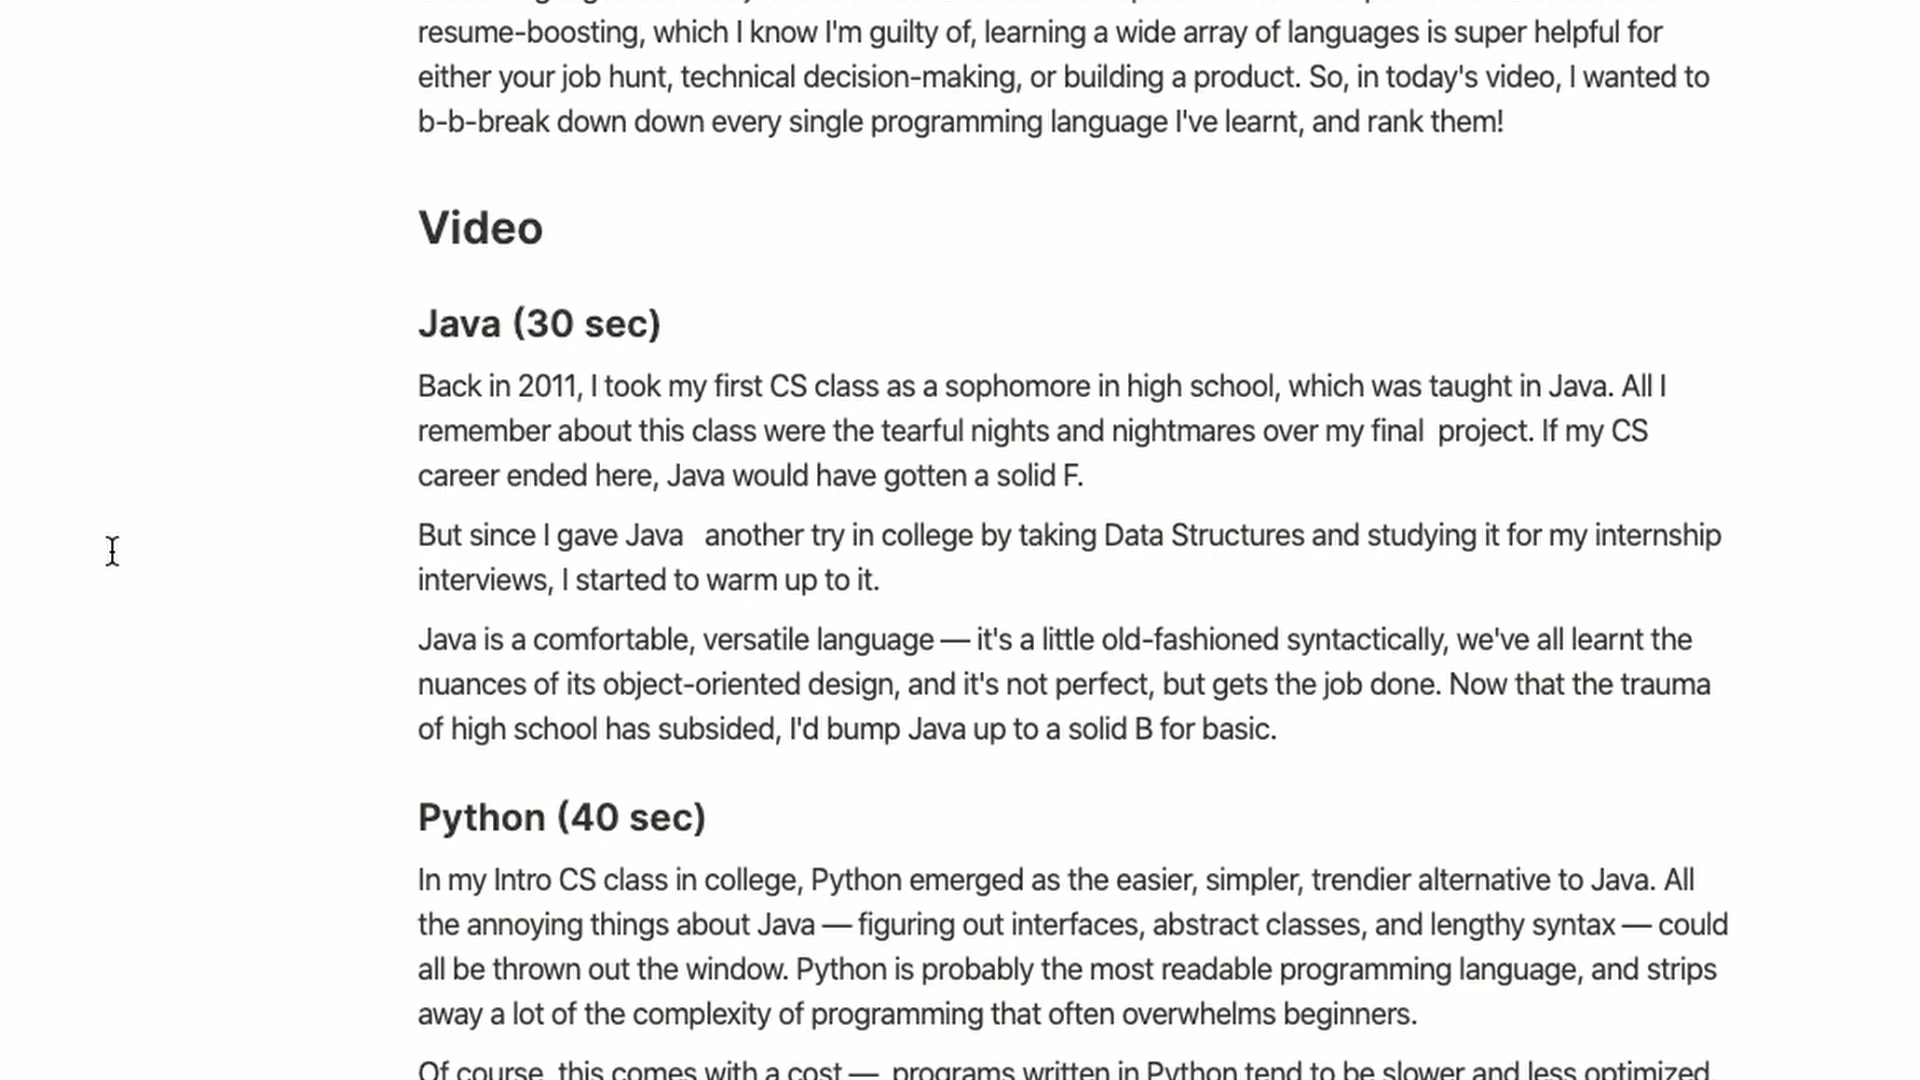 resume-boosting, which I know I'm guilty of, learning a wide array of languages is super helpful for
either your job hunt, technical decision-making, or building a product. So, in today's video, I wanted to
b-b-break down down every single programming language I've learnt, and rank them!
Video
Java (30 sec)
Back in 2011, I took my first CS class as a sophomore in high school, which was taught in Java. All I
remember about this class were the tearful nights and nightmares over my final  project. If my CS
career ended here, Java would have gotten a solid F.
But since I gave Java   another try in college by taking Data Structures and studying it for my internship
interviews, I started to warm up to it.
Java is a comfortable, versatile language — it's a little old-fashioned syntactically, we've all learnt the
nuances of its object-oriented design, and it's not perfect, but gets the job done. Now that the trauma
of high school has subsided, I'd bump Java up to a solid B for basic.
Python (40 sec)
In my Intro CS class in college, Python emerged as the easier, simpler, trendier alternative to Java. All
the annoying things about Java — figuring out interfaces, abstract classes, and lengthy syntax — could
all be thrown out the window. Python is probably the most readable programming language, and strips
away a lot of the complexity of programming that often overwhelms beginners.
Of course, this comes with a cost —  programs written in Python tend to be slower and less optimized.